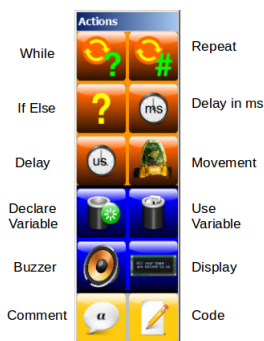 Actions
While
?
#
Repeat
If Else
?
ms
Delay in ms
Delay
us
Movement
Declare
Variable
Use
Variable
Buzzer
Display
Comment
α
Code